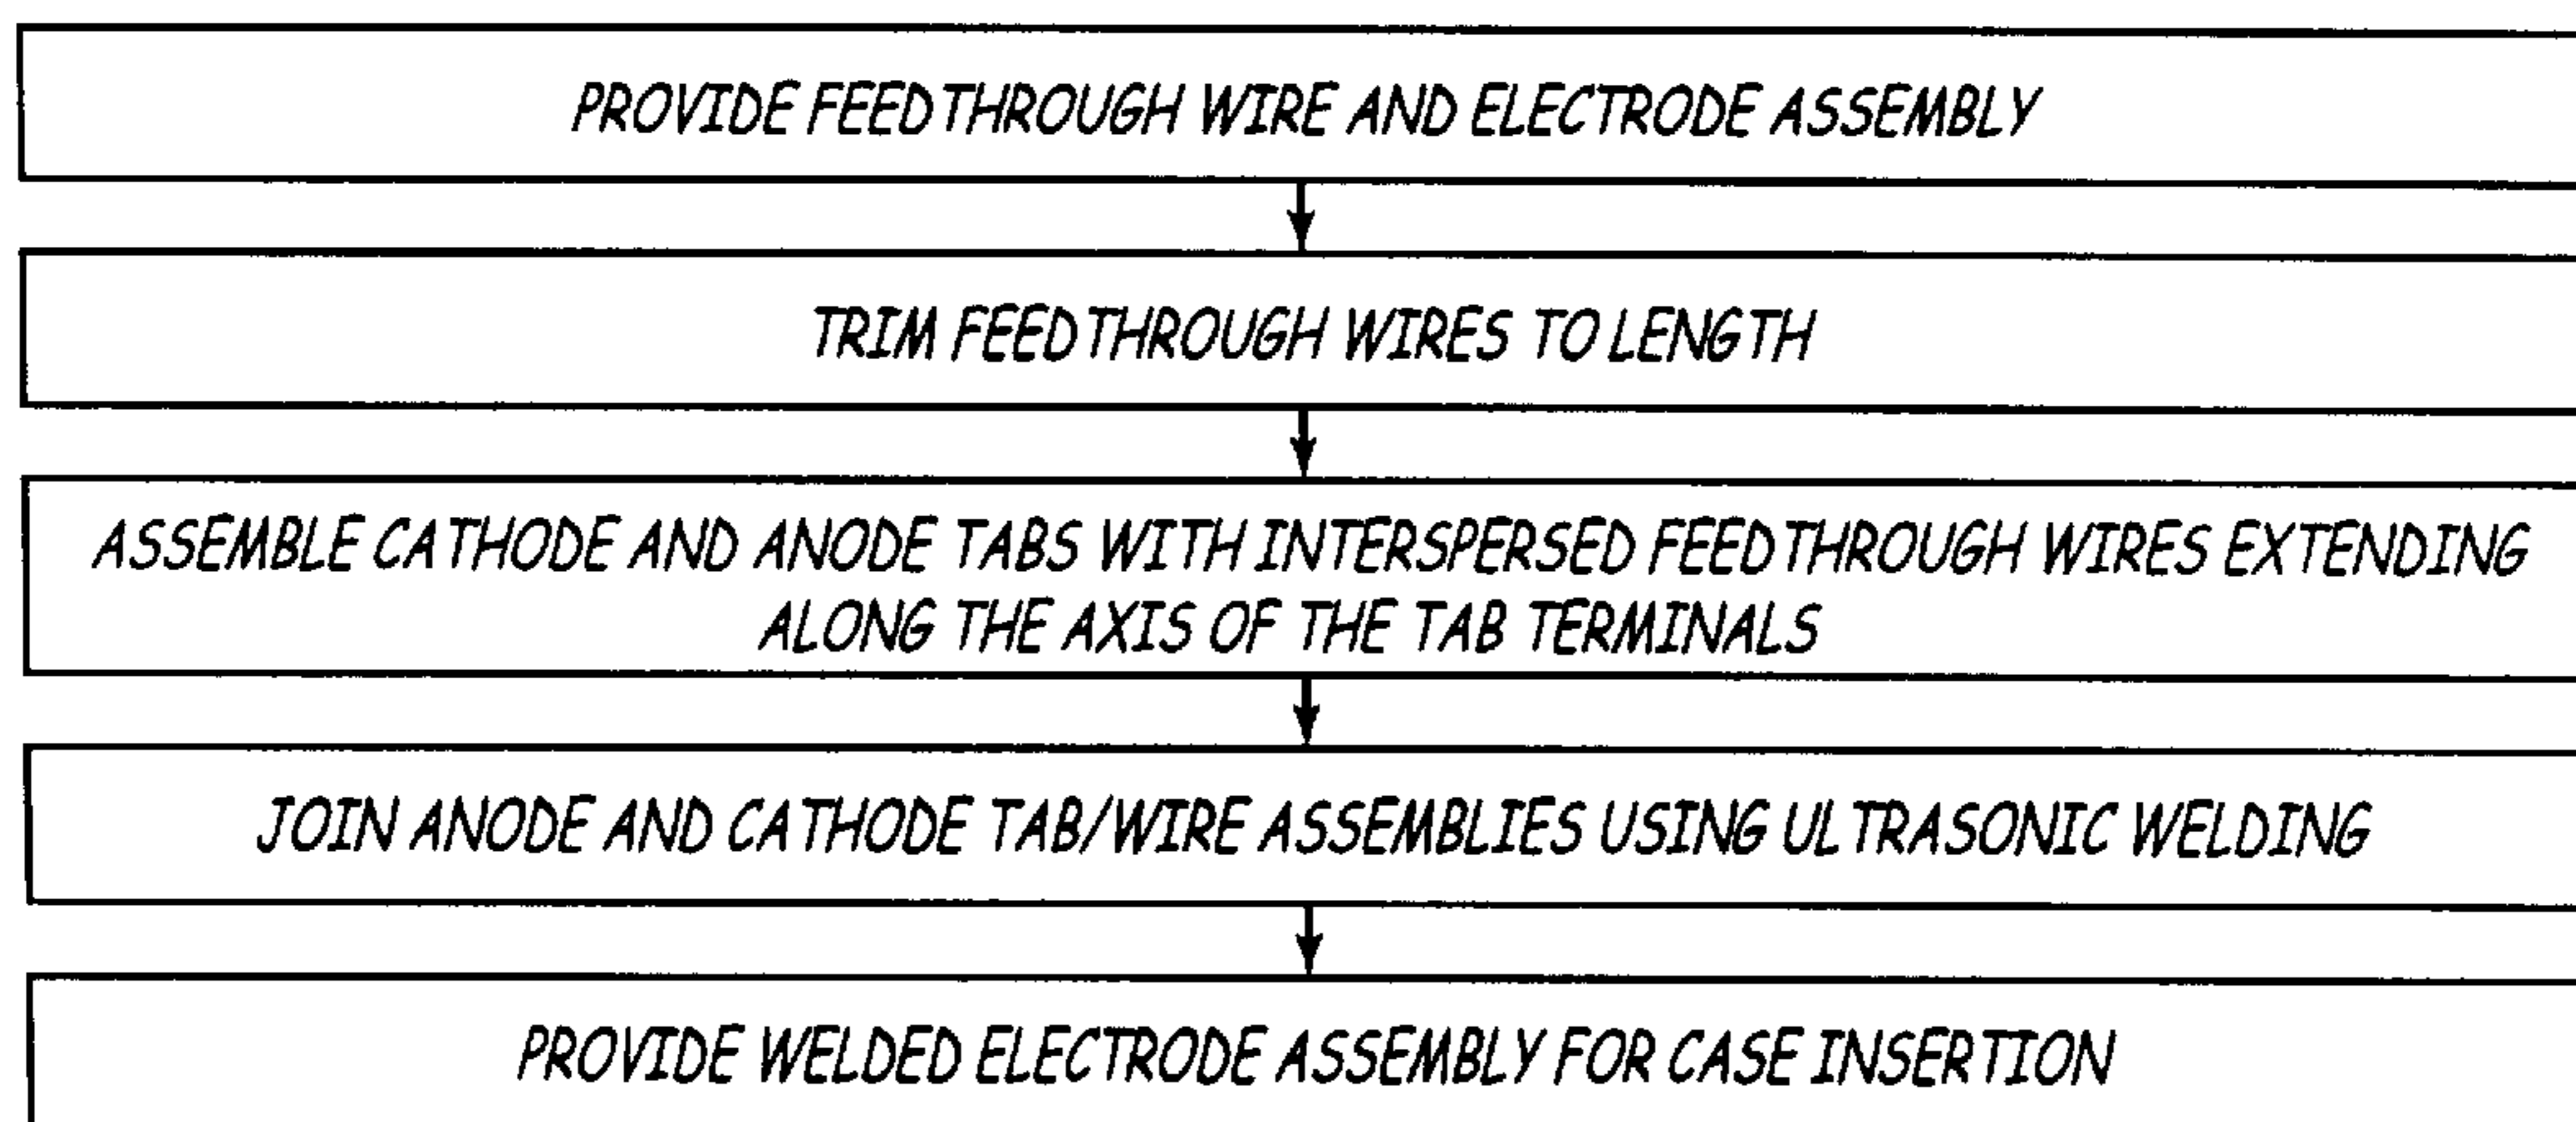 PROVIDE FEEDTHROUGH WIRE AND ELECTRODE ASSEMBLY
TRIM FEEDTHROUGH WIRES TO LENGTH
ASSEMBLE CATHODE AND ANODE TABS WITH INTERSPERSED FEEDTHROUGH WIRES EXTENDING
ALONG THE AXIS OF THE TAB TERMINALS
JOIN ANODE AND CATHODE TAB/WIRE ASSEMBLIES USING ULTRASONIC WELDING
PROVIDE WELDED ELECTRODE ASSEMBLY FOR CASE INSERTION